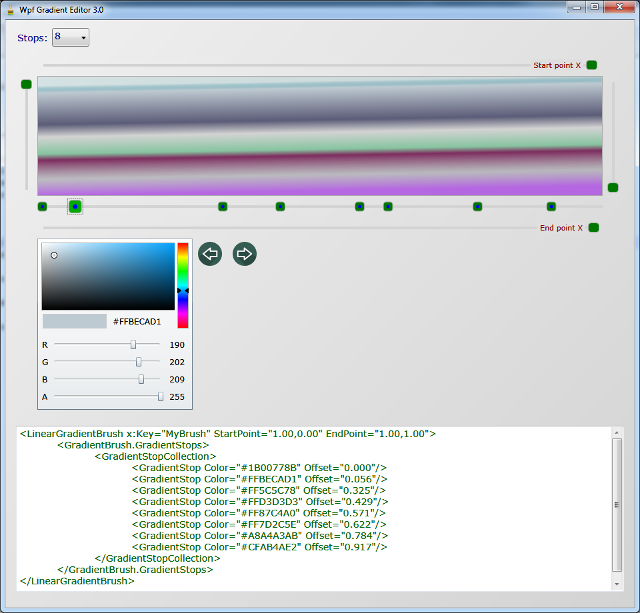 Wpf Gradient Editor 3.0
Stops: 8
Start point X
End point X
#FFBECAD1
R 190
G 202
B 209
A 255
<LinearGradientBrush x:Key="MyBrush" StartPoint="1.00,0.00" EndPoint="1.00,1.00">
<GradientBrush.GradientStops>
<GradientStopCollection>
<GradientStop Color="#1B00778B" Offset="0.000"/>
<GradientStop Color="#FFBECAD1" Offset="0.056"/>
<GradientStop Color="#FF5C5C78" Offset="0.325"/>
<GradientStop Color="#FFD3D3D3" Offset="0.429"/>
<GradientStop Color="#FF87C4A0" Offset="0.571"/>
<GradientStop Color="#FF7D2C5E" Offset="0.622"/>
<GradientStop Color="#A8A4A3AB" Offset="0.784"/>
<GradientStop Color="#CFAB4AE2" Offset="0.917"/>
</GradientStopCollection>
</GradientBrush.GradientStops>
</LinearGradientBrush>